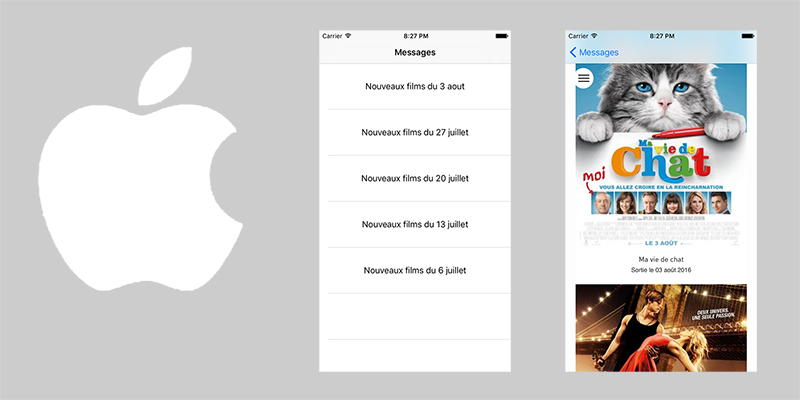 Carrier 8:27 PM
Messages
Nouveaux films du 3 aout
Nouveaux films du 27 juillet
Nouveaux films du 20 juillet
Nouveaux films du 13 juillet
Nouveaux films du 6 juillet
Carrier 8:27 PM
Messages
Ma vie de
Chat
moi
VOUS ALLEZ CROIRE EN LA RÉINCARNATION
LE 3 AOÛT
Ma vie de chat
Sortie le 03 août 2016
DEUX UNIVERS.
UNE SEULE PASSION.